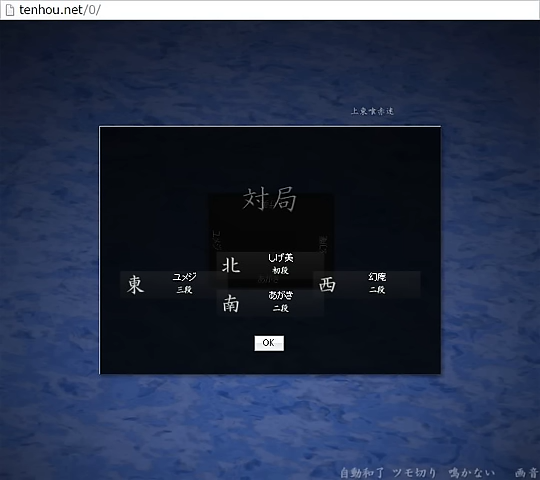 tenhou.net/0/
上東喰赤速
対局
北
しげ美
初段
東
ユメジ
三段
西
幻庵
二段
南
あがき
二段
OK
自動和了 ツモ切り 鳴かない 画音